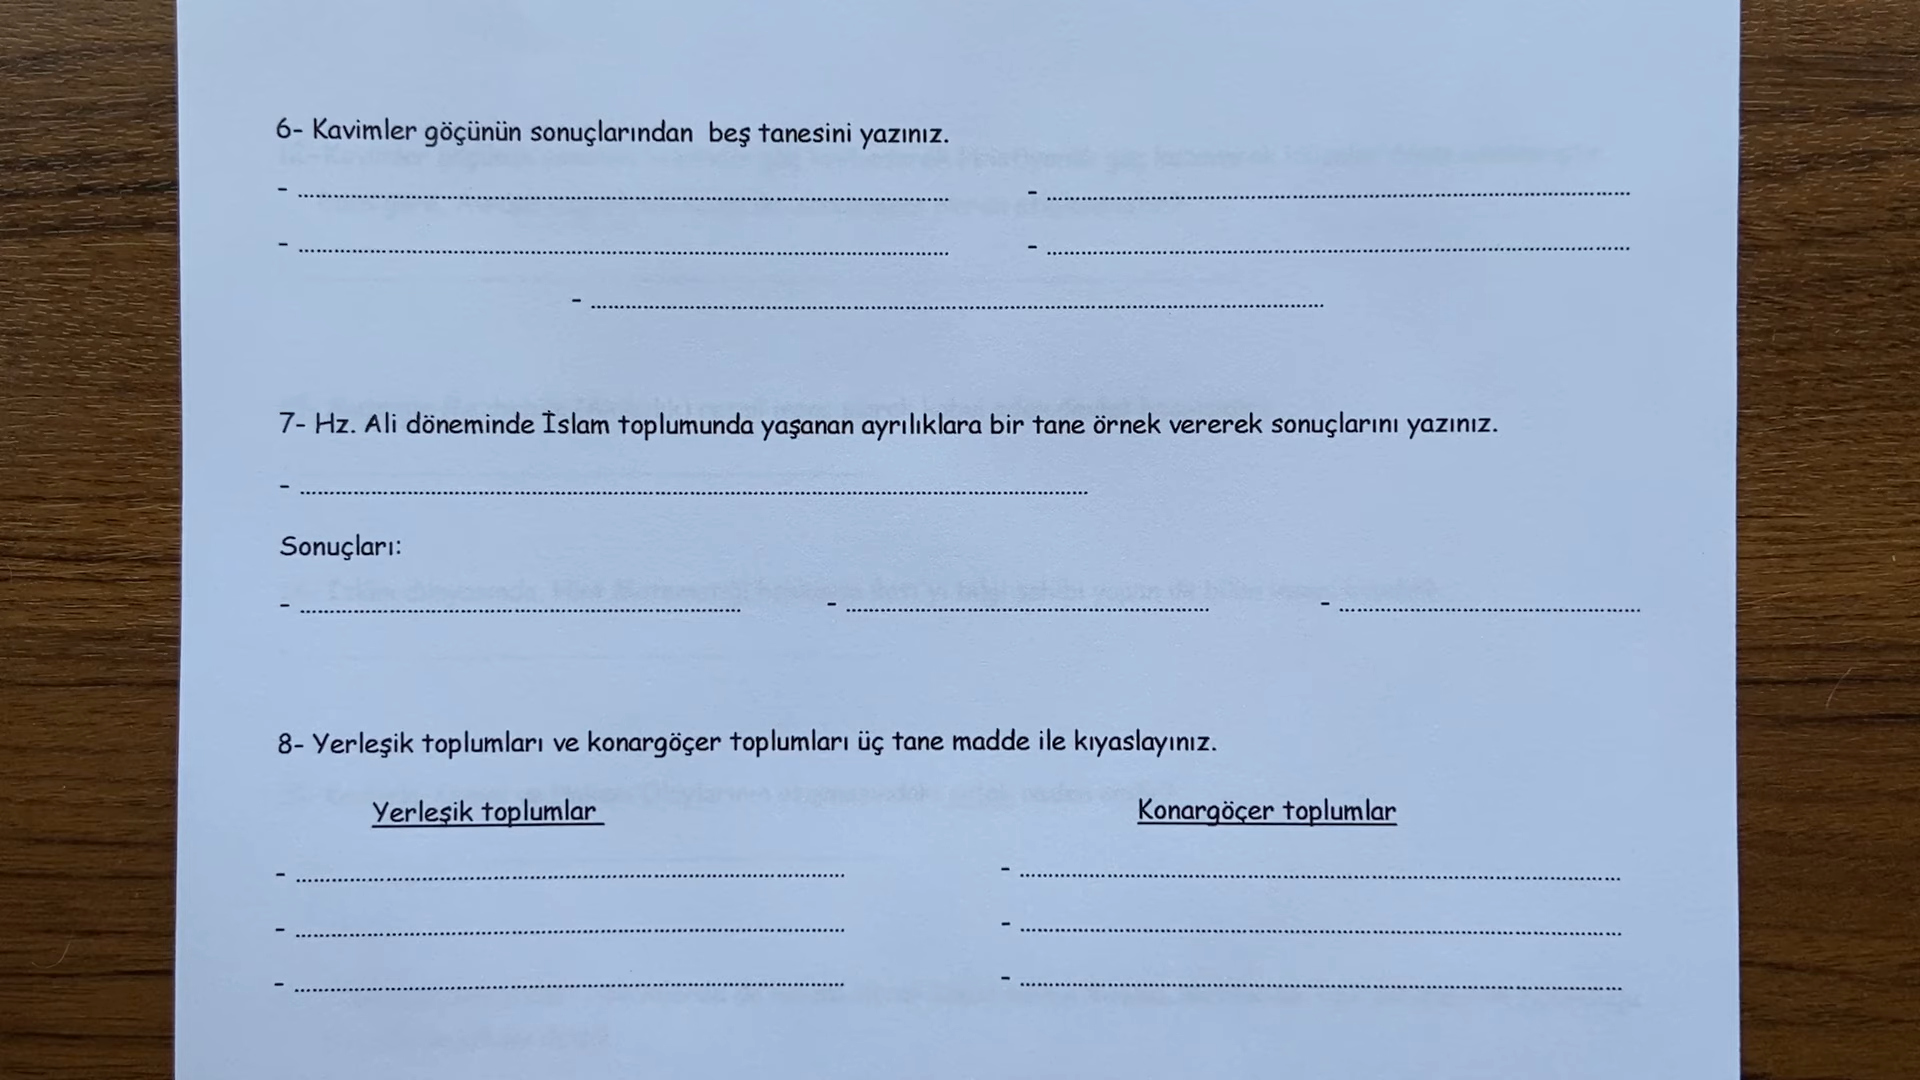 6- Kavimler göçünün sonuçlarından beş tanesini yazınız.
- ........................................ - ........................................
- ........................................ - ........................................
- ........................................
7- Hz. Ali döneminde İslam toplumunda yaşanan ayrılıklara bir tane örnek vererek sonuçlarını yazınız.
- ........................................
Sonuçları:
- ........................................ - ........................................ - ........................................
8- Yerleşik toplumları ve konargöçer toplumları üç tane madde ile kıyaslayınız.
Yerleşik toplumlar Konargöçer toplumlar
- ........................................ - ........................................
- ........................................ - ........................................
- ........................................ - ........................................